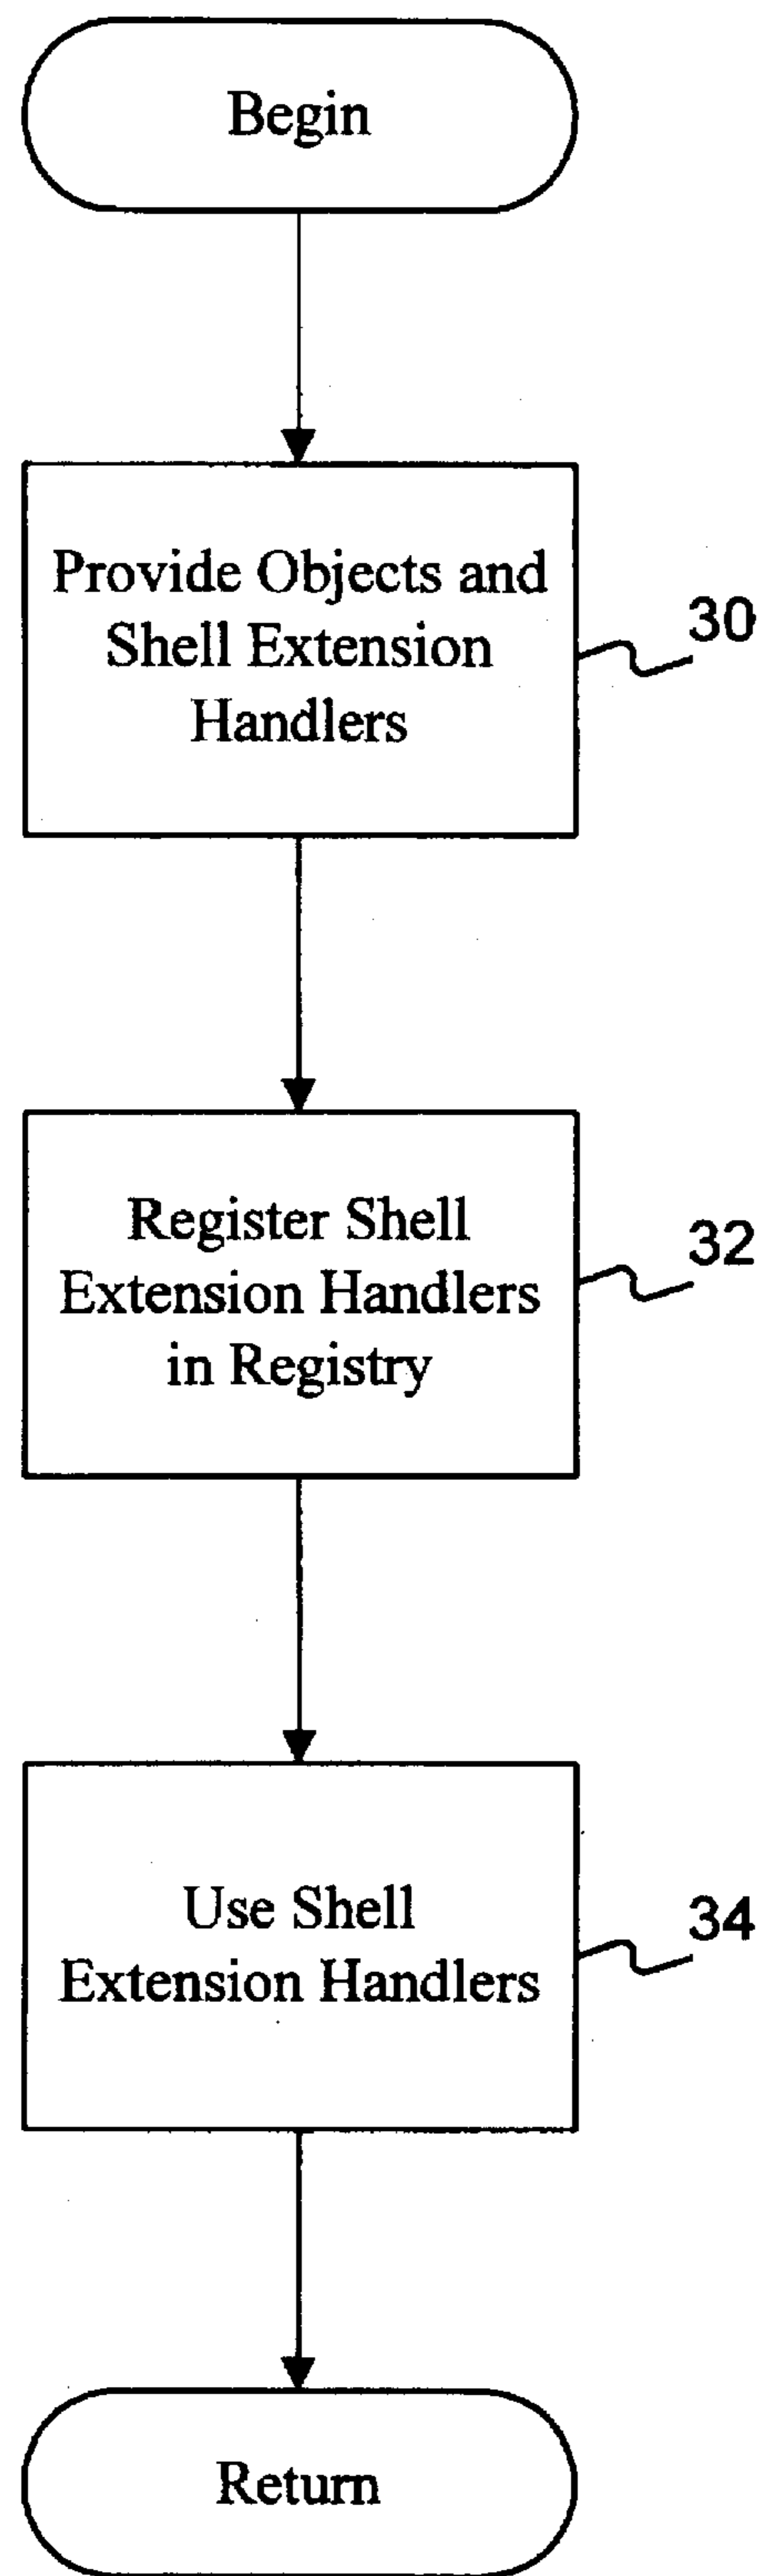 Begin
Provide Objects and
Shell Extension
Handlers
30
Register Shell
Extension Handlers
in Registry
32
Use Shell
Extension Handlers
34
Return